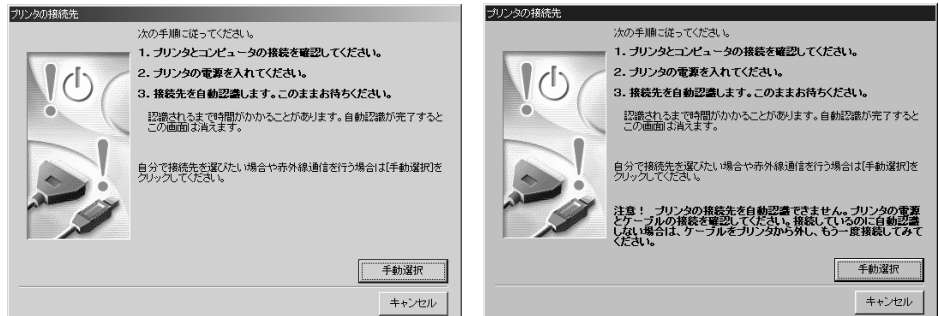 プリンタの接続先
次の手順に従ってください。
1. プリンタとコンピュータの接続を確認してください。
2. プリンタの電源を入れてください。
3. 接続先を自動認識します。このままお待ちください。
認識されるまで時間がかかることがあります。自動認識が完了すると
この画面は消えます。
自分で接続先を選びたい場合や赤外線通信を行う場合は[手動選択]を
クリックしてください。
手動選択
キャンセル
プリンタの接続先
次の手順に従ってください。
1. プリンタとコンピュータの接続を確認してください。
2. プリンタの電源を入れてください。
3. 接続先を自動認識します。このままお待ちください。
認識されるまで時間がかかることがあります。自動認識が完了すると
この画面は消えます。
自分で接続先を選びたい場合や赤外線通信を行う場合は[手動選択]を
クリックしてください。
注意！ プリンタの接続先を自動認識できません。プリンタの電源
とケーブルの接続を確認してください。接続しているのに自動認識
しない場合は、ケーブルをプリンタから外し、もう一度接続してみて
ください。
手動選択
キャンセル